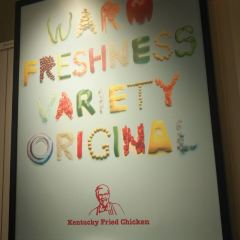 WARM
FRESHNESS
VARIETY
ORIGINAL
Kentucky Fried Chicken